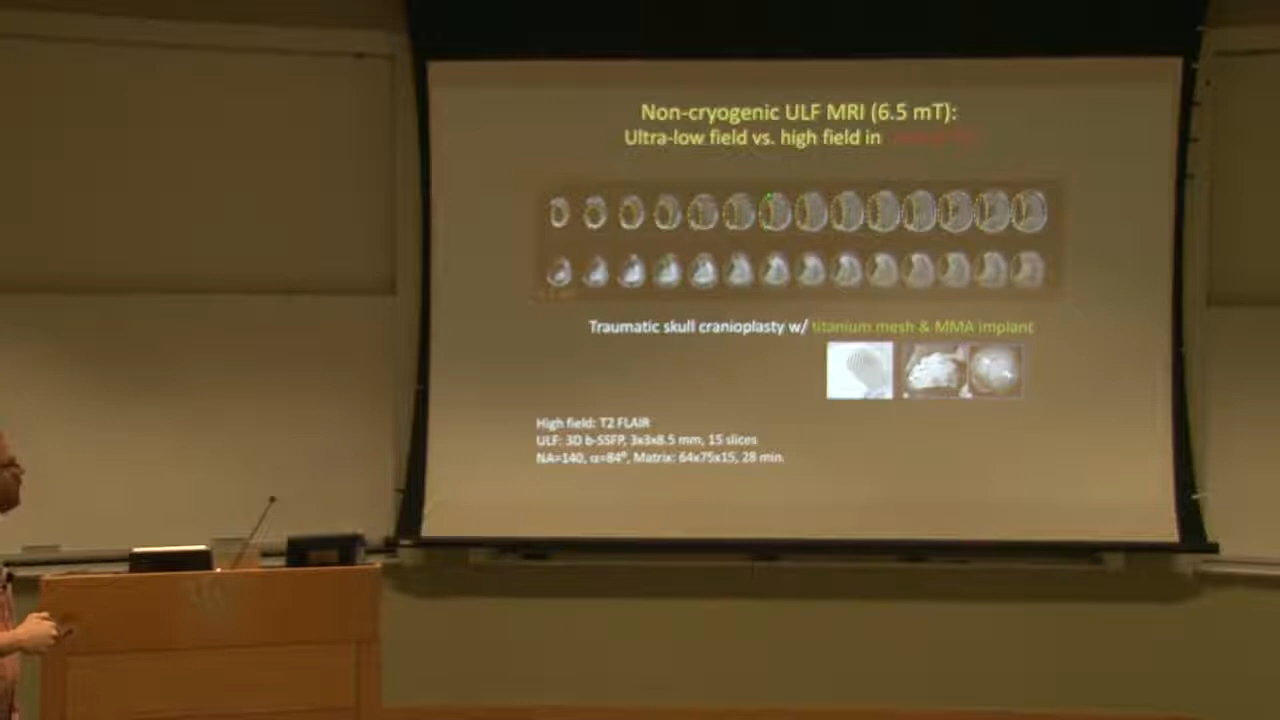 Non-cryogenic ULF MRI (6.5 mT):
Ultra-low field vs. high field in
Traumatic skull cranioplasty w/ titanium mesh & MMA implant
High field: T2 FLAIR
ULF: 3D b-SSFP, 3x3x8.5 mm, 15 slices
NA=140, α=84°, Matrix: 64x75x15, 28 min.